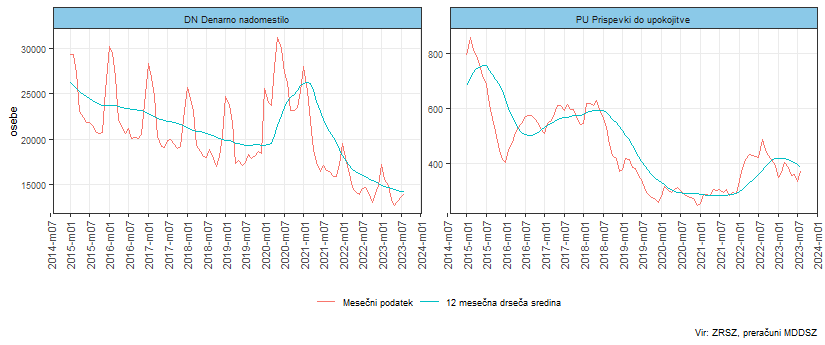 DN Denarno nadomestilo
PU Prispevki do upokojitve
osebe
30000
25000
20000
15000
800
600
400
2014-m07
2015-m01
2015-m07
2016-m01
2016-m07
2017-m01
2017-m07
2018-m01
2018-m07
2019-m01
2019-m07
2020-m01
2020-m07
2021-m01
2021-m07
2022-m01
2022-m07
2023-m01
2023-m07
2024-m01
2014-m07
2015-m01
2015-m07
2016-m01
2016-m07
2017-m01
2017-m07
2018-m01
2018-m07
2019-m01
2019-m07
2020-m01
2020-m07
2021-m01
2021-m07
2022-m01
2022-m07
2023-m01
2023-m07
2024-m01
Mesečni podatek
12 mesečna drseča sredina
Vir: ZRSZ, preračuni MDDSZ